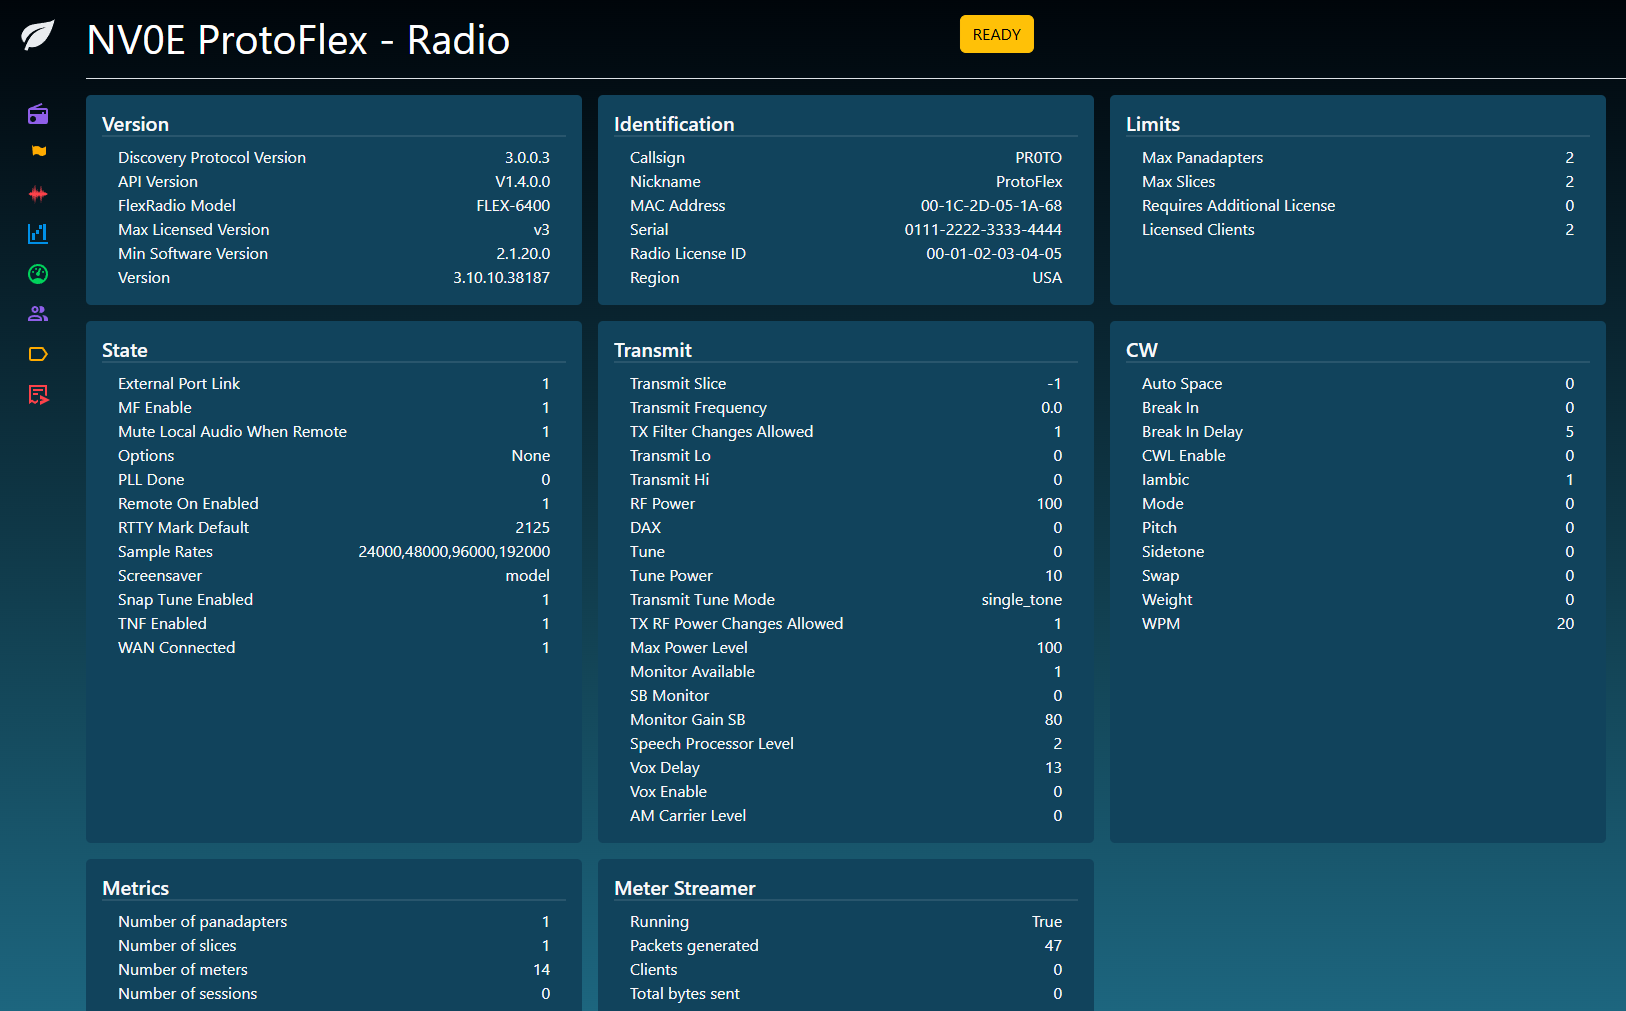 NV0E ProtoFlex - Radio
READY
Version
Discovery Protocol Version 3.0.0.3
API Version V1.4.0.0
FlexRadio Model FLEX-6400
Max Licensed Version v3
Min Software Version 2.1.20.0
Version 3.10.10.38187
Identification
Callsign PR0TO
Nickname ProtoFlex
MAC Address 00-1C-2D-05-1A-68
Serial 0111-2222-3333-4444
Radio License ID 00-01-02-03-04-05
Region USA
Limits
Max Panadapters 2
Max Slices 2
Requires Additional License 0
Licensed Clients 2
State
External Port Link 1
MF Enable 1
Mute Local Audio When Remote 1
Options None
PLL Done 0
Remote On Enabled 1
RTTY Mark Default 2125
Sample Rates 24000,48000,96000,192000
Screensaver model
Snap Tune Enabled 1
TNF Enabled 1
WAN Connected 1
Transmit
Transmit Slice -1
Transmit Frequency 0.0
TX Filter Changes Allowed 1
Transmit Lo 0
Transmit Hi 0
RF Power 100
DAX 0
Tune 0
Tune Power 10
Transmit Tune Mode single_tone
TX RF Power Changes Allowed 1
Max Power Level 100
Monitor Available 1
SB Monitor 0
Monitor Gain SB 80
Speech Processor Level 2
Vox Delay 13
Vox Enable 0
AM Carrier Level 0
CW
Auto Space 0
Break In 0
Break In Delay 5
CWL Enable 0
Iambic 1
Mode 0
Pitch 0
Sidetone 0
Swap 0
Weight 0
WPM 20
Metrics
Number of panadapters 1
Number of slices 1
Number of meters 14
Number of sessions 0
Meter Streamer
Running True
Packets generated 47
Clients 0
Total bytes sent 0